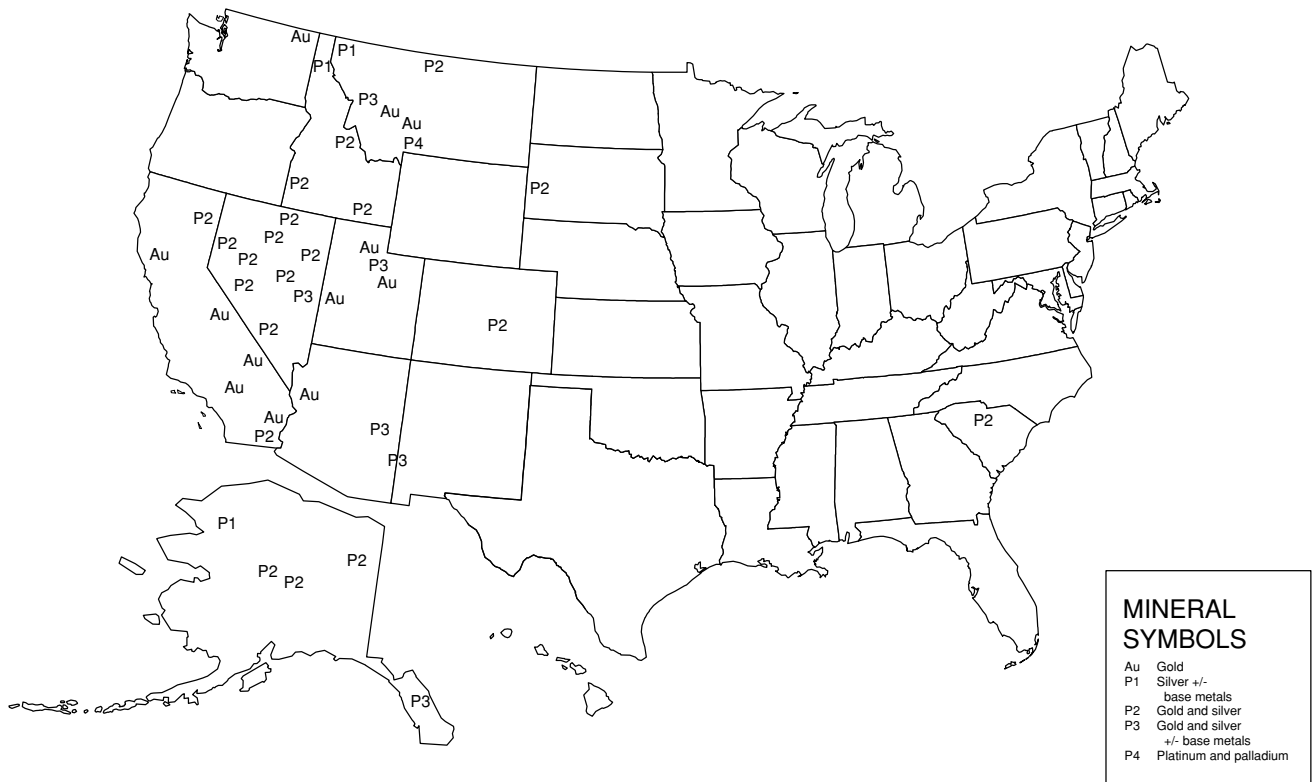 Au
P1
P1
P2
P3
Au
Au
P2
P4
P2
P2
P2
P2
P2
P2
P2
Au
Au
P2
P2
P3
P2
Au
P2
P3
Au
Au
P2
P2
Au
Au
Au
Au
P2
P3
P2
P3
P1
P2
P2
P2
P3
MINERAL
SYMBOLS
Au Gold
P1 Silver +/-
base metals
P2 Gold and silver
P3 Gold and silver
+/- base metals
P4 Platinum and palladium